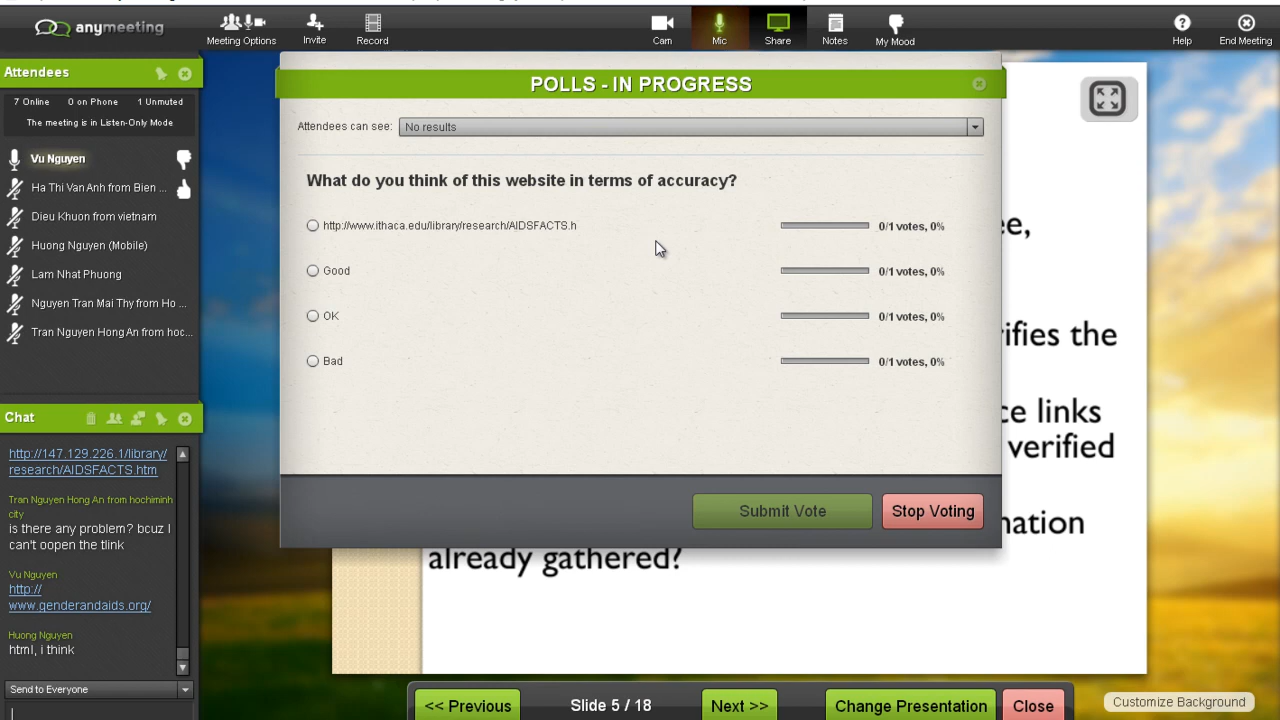 anymeeting
Meeting Options
Invite
Record
Cam
Mic
Share
Notes
My Mood
Help
End Meeting
Attendees
7 Online 0 on Phone 1 Unmuted
The meeting is in Listen-Only Mode
Vu Nguyen
Ha Thi Van Anh from Bien ...
Dieu Khuon from vietnam
Huong Nguyen (Mobile)
Lam Nhat Phuong
Nguyen Tran Mai Thy from Ho ...
Tran Nguyen Hong An from hoc...
Chat
http://147.129.226.1/library/
research/AIDSFACTS.htm
Tran Nguyen Hong An from hochiminh
city
is there any problem? bcuz I
can't oopen the tlink
Vu Nguyen
http://
www.genderandaids.org/
Huong Nguyen
html, i think
Send to Everyone
POLLS - IN PROGRESS
Attendees can see: No results
What do you think of this website in terms of accuracy?
http://www.ithaca.edu/library/research/AIDSFACTS.h 0/1 votes, 0%
Good 0/1 votes, 0%
OK 0/1 votes, 0%
Bad 0/1 votes, 0%
Submit Vote
Stop Voting
ce links
verified
already gathered?
<< Previous
Slide 5 / 18
Next >>
Change Presentation
Close
Customize Background